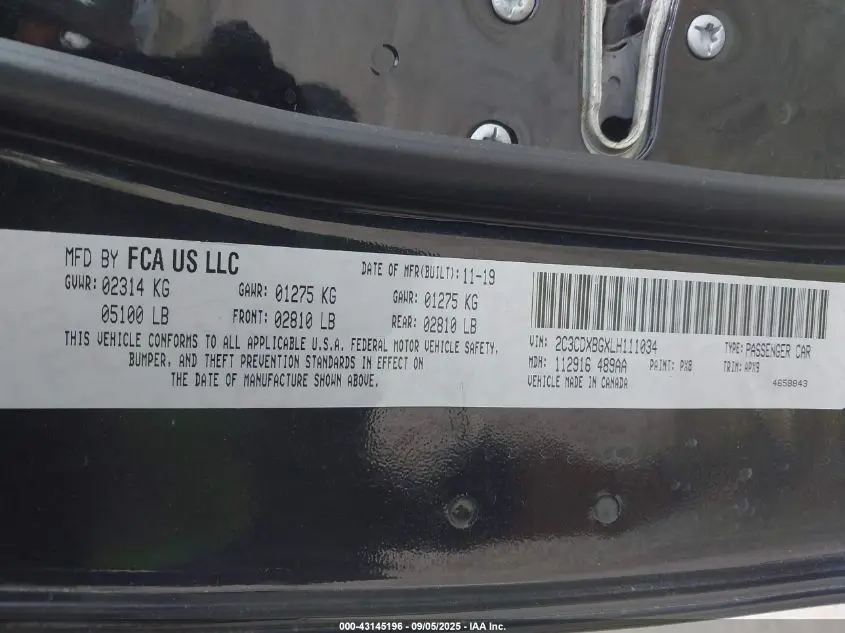 MFD BY FCA US LLC DATE OF MFR(BUILT): 11-19
GVWR: 02314 KG GAWR: 01275 KG GAWR: 01275 KG
05100 LB FRONT: 02810 LB REAR: 02810 LB
THIS VEHICLE CONFORMS TO ALL APPLICABLE U.S.A. FEDERAL MOTOR VEHICLE SAFETY,
BUMPER, AND THEFT PREVENTION STANDARDS IN EFFECT ON
THE DATE OF MANUFACTURE SHOWN ABOVE.
VIN: 2C3CDXBGXLH111034 TYPE: PASSENGER CAR
MDH: 112916 489AA PAINT: PX8 TRIM: APX9
VEHICLE MADE IN CANADA 4658843
000-43145196 - 09/05/2025 - IAA Inc.